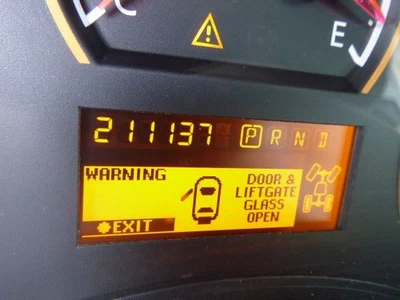 C E
211137 P R N D
WARNING
DOOR &
LIFTGATE
GLASS
OPEN
EXIT